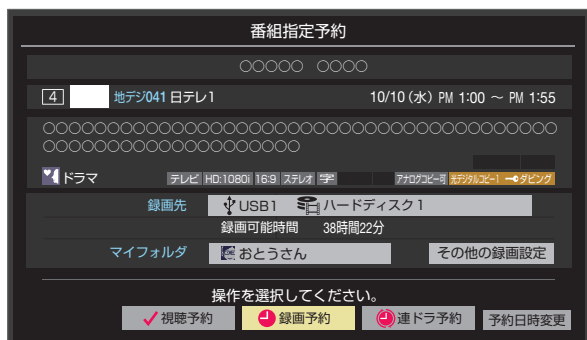 番組指定予約
○○○○○ ○○○○
4 地デジ041 日テレ1 10/10(水) PM 1:00 ～ PM 1:55
○○○○○○○○○○○○○○○○○○○○○○○○○○○○○○○○○○○○○○○○
○○○○○○○○○○○○○○○○○○○○
ドラマ テレビ HD:1080i 16:9 ステレオ 字 アナログコピー可 光デジタルコピー1 ダビング
録画先 USB1 ハードディスク1
録画可能時間 38時間22分
マイフォルダ おとうさん その他の録画設定
操作を選択してください。
視聴予約 録画予約 連ドラ予約 予約日時変更